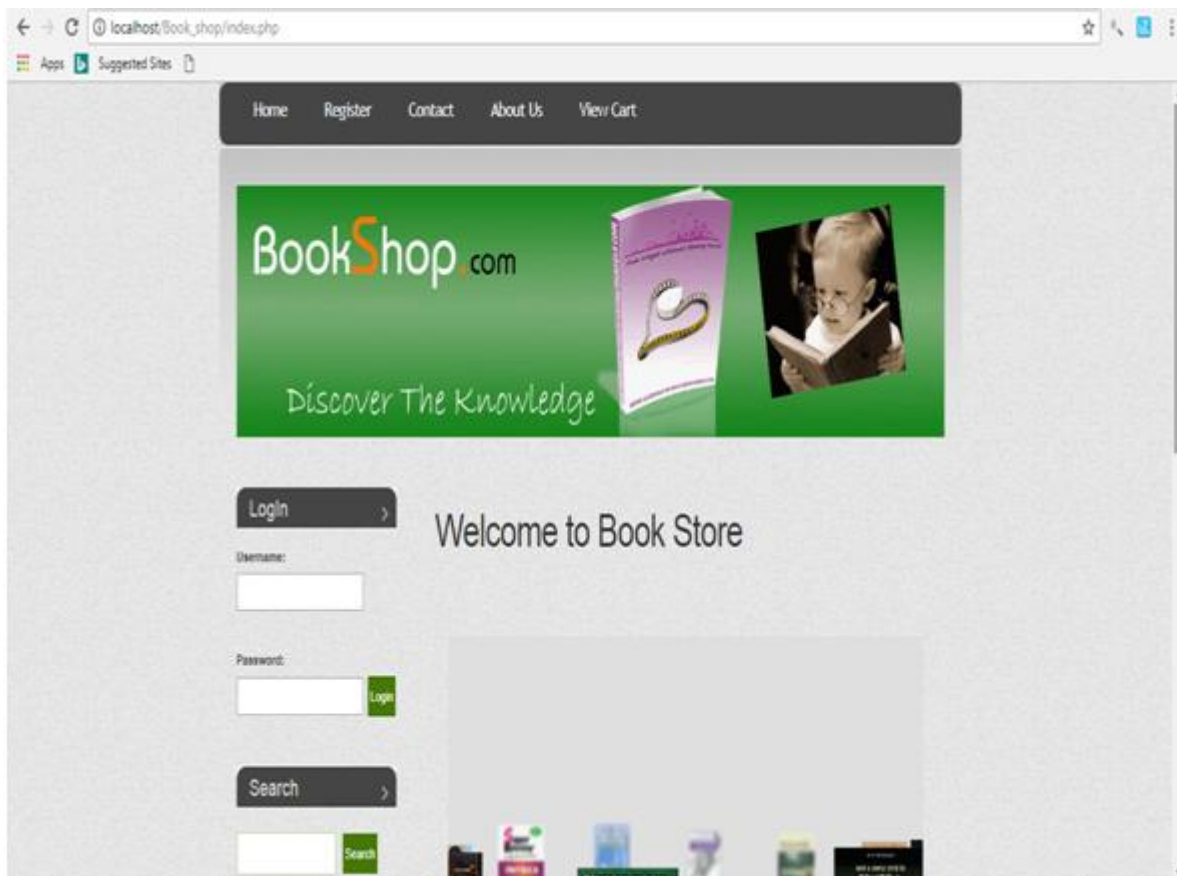 localhost/Book_shop/index.php
Apps Suggested Sites
Home Register Contact About Us View Cart
BookShop.com
Discover The Knowledge
LogIn
Username:
Password:
Login
Search
Search
Welcome to Book Store